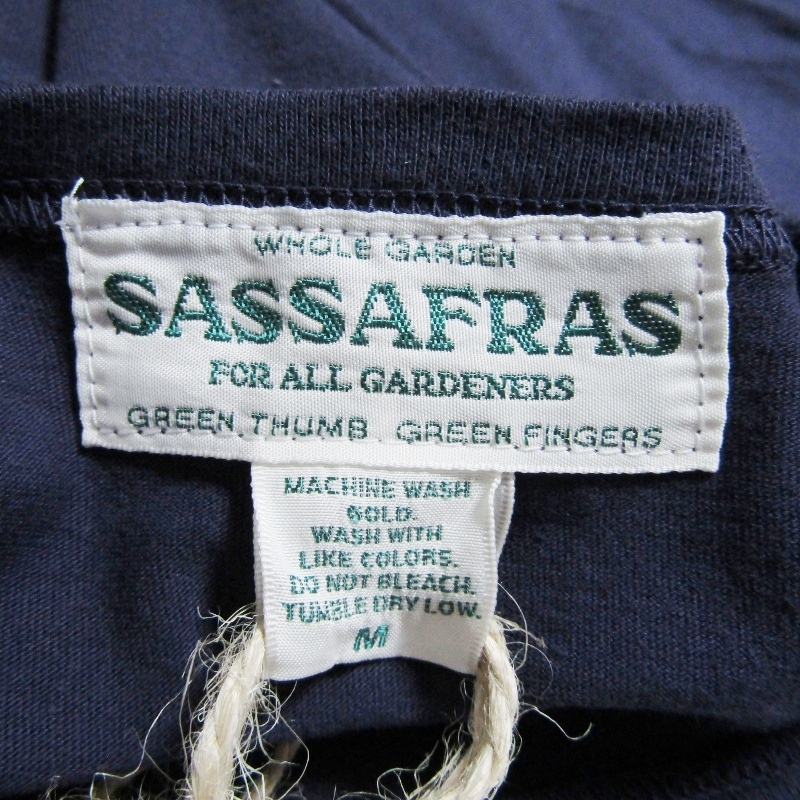 WHOLE GARDEN
SASSAFRAS
FOR ALL GARDENERS
GREEN THUMB GREEN FINGERS
MACHINE WASH
COLD.
WASH WITH
LIKE COLORS.
DO NOT BLEACH.
TUMBLE DRY LOW.
M